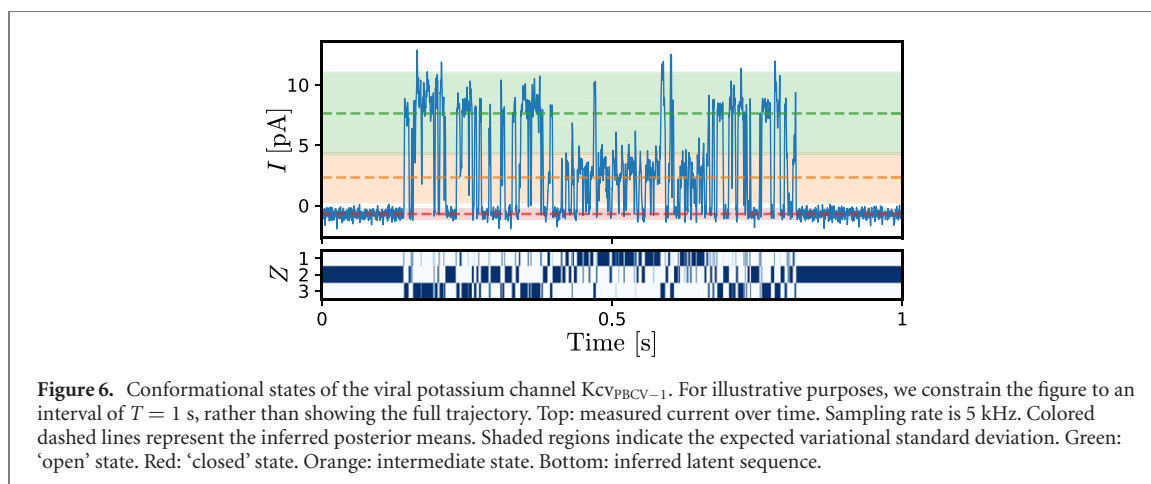 10
5
0
I [pA]
1
2
3
Z
0
0.5
1
Time [s]
Figure 6. Conformational states of the viral potassium channel Kcv_PBCV−1. For illustrative purposes, we constrain the figure to an
interval of T = 1 s, rather than showing the full trajectory. Top: measured current over time. Sampling rate is 5 kHz. Colored
dashed lines represent the inferred posterior means. Shaded regions indicate the expected variational standard deviation. Green:
‘open’ state. Red: ‘closed’ state. Orange: intermediate state. Bottom: inferred latent sequence.